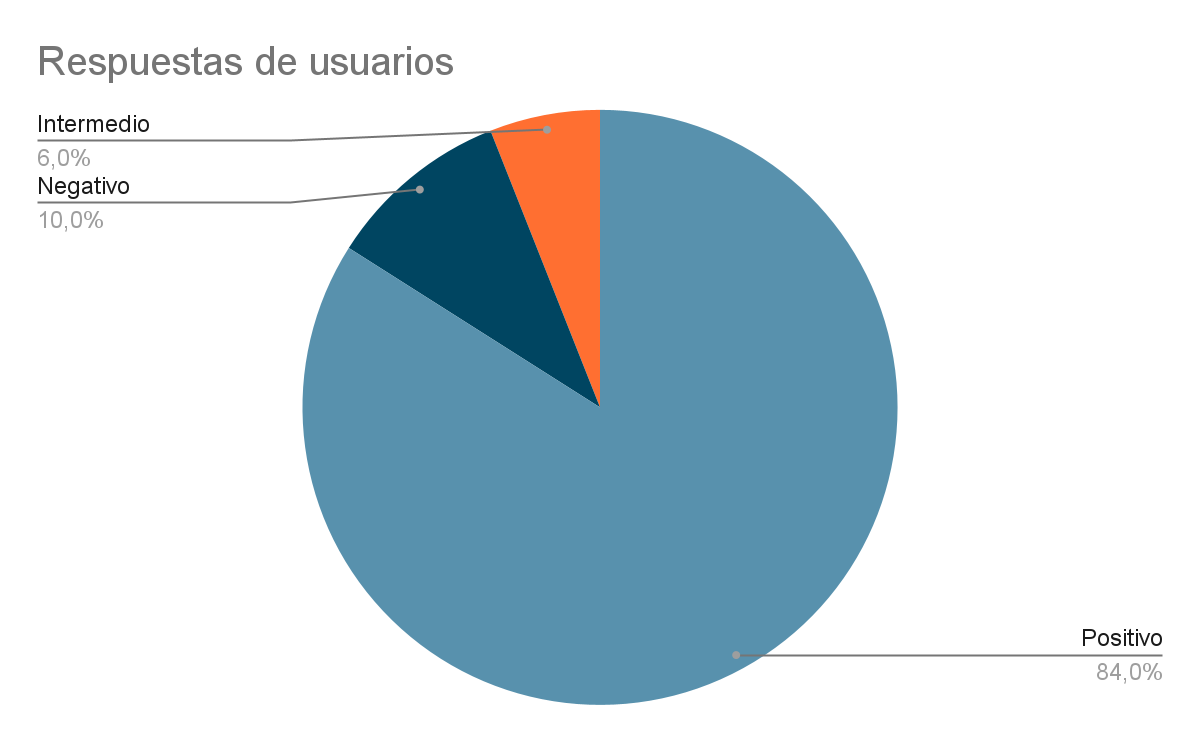 Respuestas de usuarios
Intermedio
6,0%
Negativo
10,0%
Positivo
84,0%